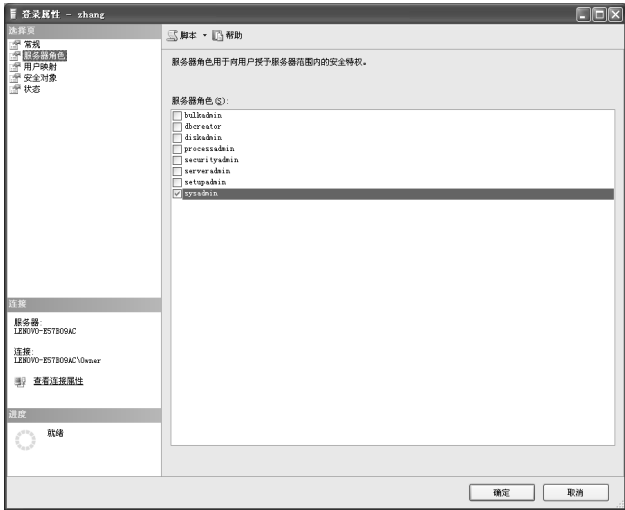 登录属性 - zhang
选择页
常规
服务器角色
用户映射
安全对象
状态
脚本
帮助
服务器角色用于向用户授予服务器范围内的安全特权。
服务器角色(S):
bulkadmin
dbcreator
diskadmin
processadmin
securityadmin
serveradmin
setupadmin
sysadmin
连接
服务器:
LENOVO-E57B09AC
连接:
LENOVO-E57B09AC\Owner
查看连接属性
进度
就绪
确定
取消